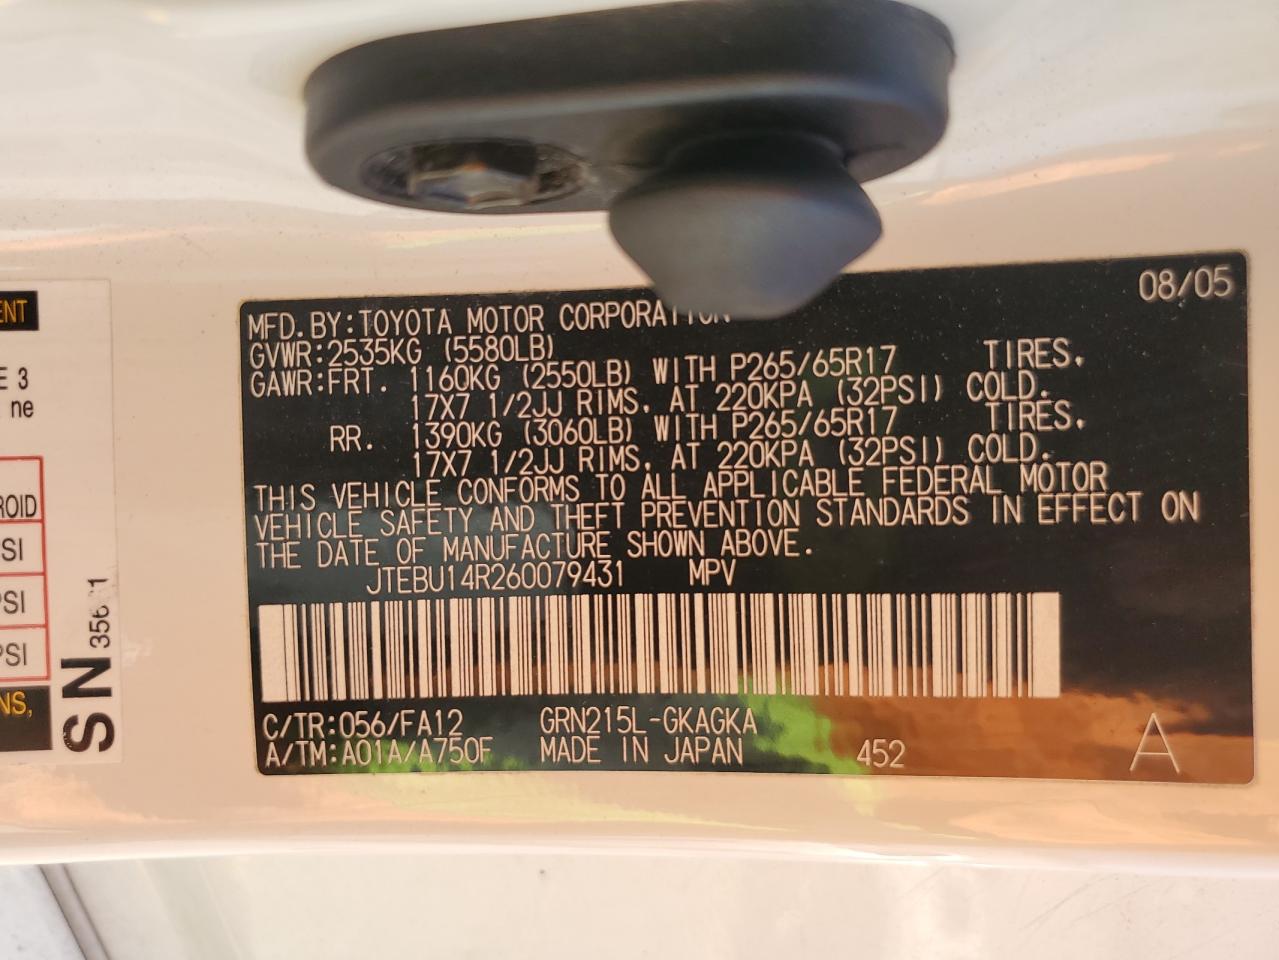 08/05
MFD.BY:TOYOTA MOTOR CORPORATION
GVWR:2535KG (5580LB)
GAWR:FRT. 1160KG (2550LB) WITH P265/65R17 TIRES,
17X7 1/2JJ RIMS, AT 220KPA (32PSI) COLD.
RR. 1390KG (3060LB) WITH P265/65R17 TIRES,
17X7 1/2JJ RIMS, AT 220KPA (32PSI) COLD.
THIS VEHICLE CONFORMS TO ALL APPLICABLE FEDERAL MOTOR
VEHICLE SAFETY AND THEFT PREVENTION STANDARDS IN EFFECT ON
THE DATE OF MANUFACTURE SHOWN ABOVE.
JTEBU14R260079431 MPV
C/TR:056/FA12 GRN215L-GKAGKA
A/TM:A01A/A750F MADE IN JAPAN 452 A
ENT
E 3
ne
ROID
SI
PSI
PSI
NS,
SN